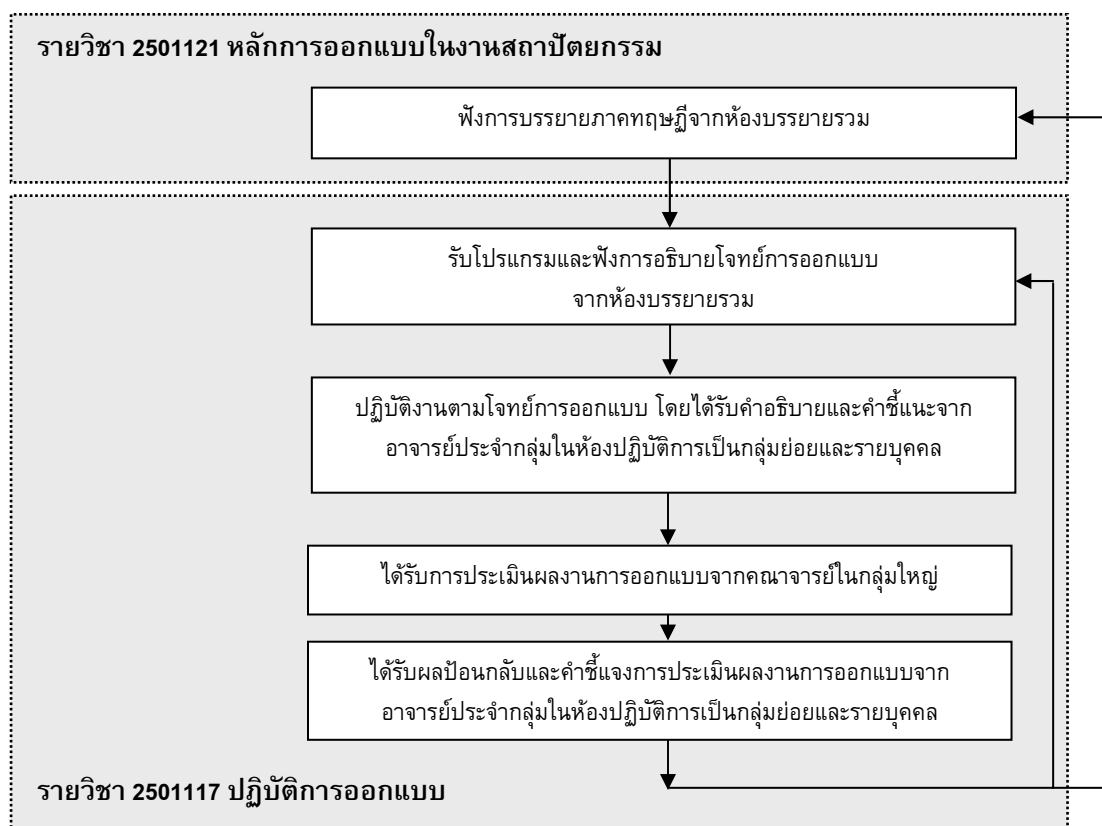 รายวิชา 2501121 หลักการออกแบบในงานสถาปัตยกรรม
ฟังการบรรยายภาคทฤษฎีจากห้องบรรยายรวม
รับโปรแกรมและฟังการอธิบายโจทย์การออกแบบ
จากห้องบรรยายรวม
ปฏิบัติงานตามโจทย์การออกแบบ โดยได้รับคำอธิบายและคำชี้แนะจาก
อาจารย์ประจำกลุ่มในห้องปฏิบัติการเป็นกลุ่มย่อยและรายบุคคล
ได้รับการประเมินผลงานการออกแบบจากคณาจารย์ในกลุ่มใหญ่
ได้รับผลป้อนกลับและคำชี้แจงการประเมินผลงานการออกแบบจาก
อาจารย์ประจำกลุ่มในห้องปฏิบัติการเป็นกลุ่มย่อยและรายบุคคล
รายวิชา 2501117 ปฏิบัติการออกแบบ